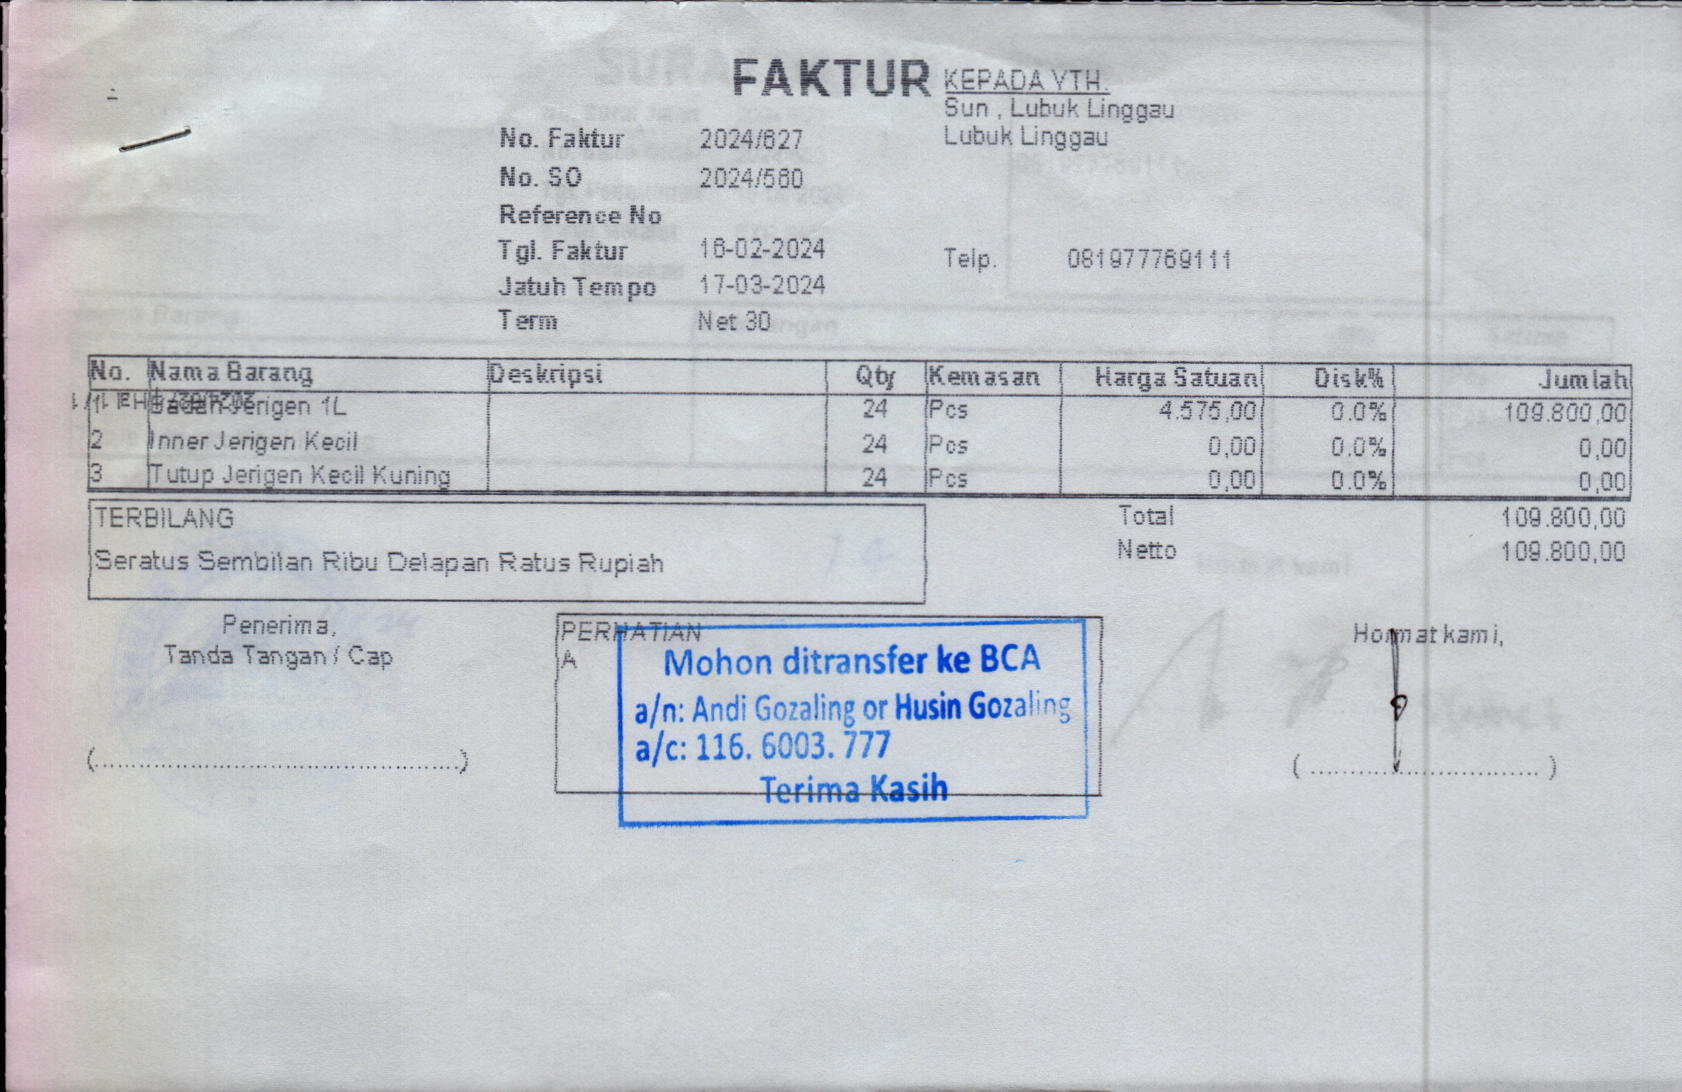 FAKTUR
KEPADA YTH.
Sun , Lubuk Linggau
Lubuk Linggau
No. Faktur 2024/627
No. SO 2024/560
Reference No
Tgl. Faktur 16-02-2024
Telp. 081977769111
Jatuh Tempo 17-03-2024
Term Net 30
No. Nama Barang Deskripsi Qty Kemasan Harga Satuan Disk% Jumlah
1 Badan Jerigen 1L 24 Pcs 4.575,00 0.0% 109.800,00
2 Inner Jerigen Kecil 24 Pcs 0,00 0.0% 0,00
3 Tutup Jerigen Kecil Kuning 24 Pcs 0,00 0.0% 0,00
TERBILANG
Seratus Sembilan Ribu Delapan Ratus Rupiah
Total 109.800,00
Netto 109.800,00
Penerima,
Tanda Tangan / Cap
(..............................................)
PERHATIAN
A
Mohon ditransfer ke BCA
a/n: Andi Gozaling or Husin Gozaling
a/c: 116. 6003. 777
Terima Kasih
Hormat kami,
( ............................. )